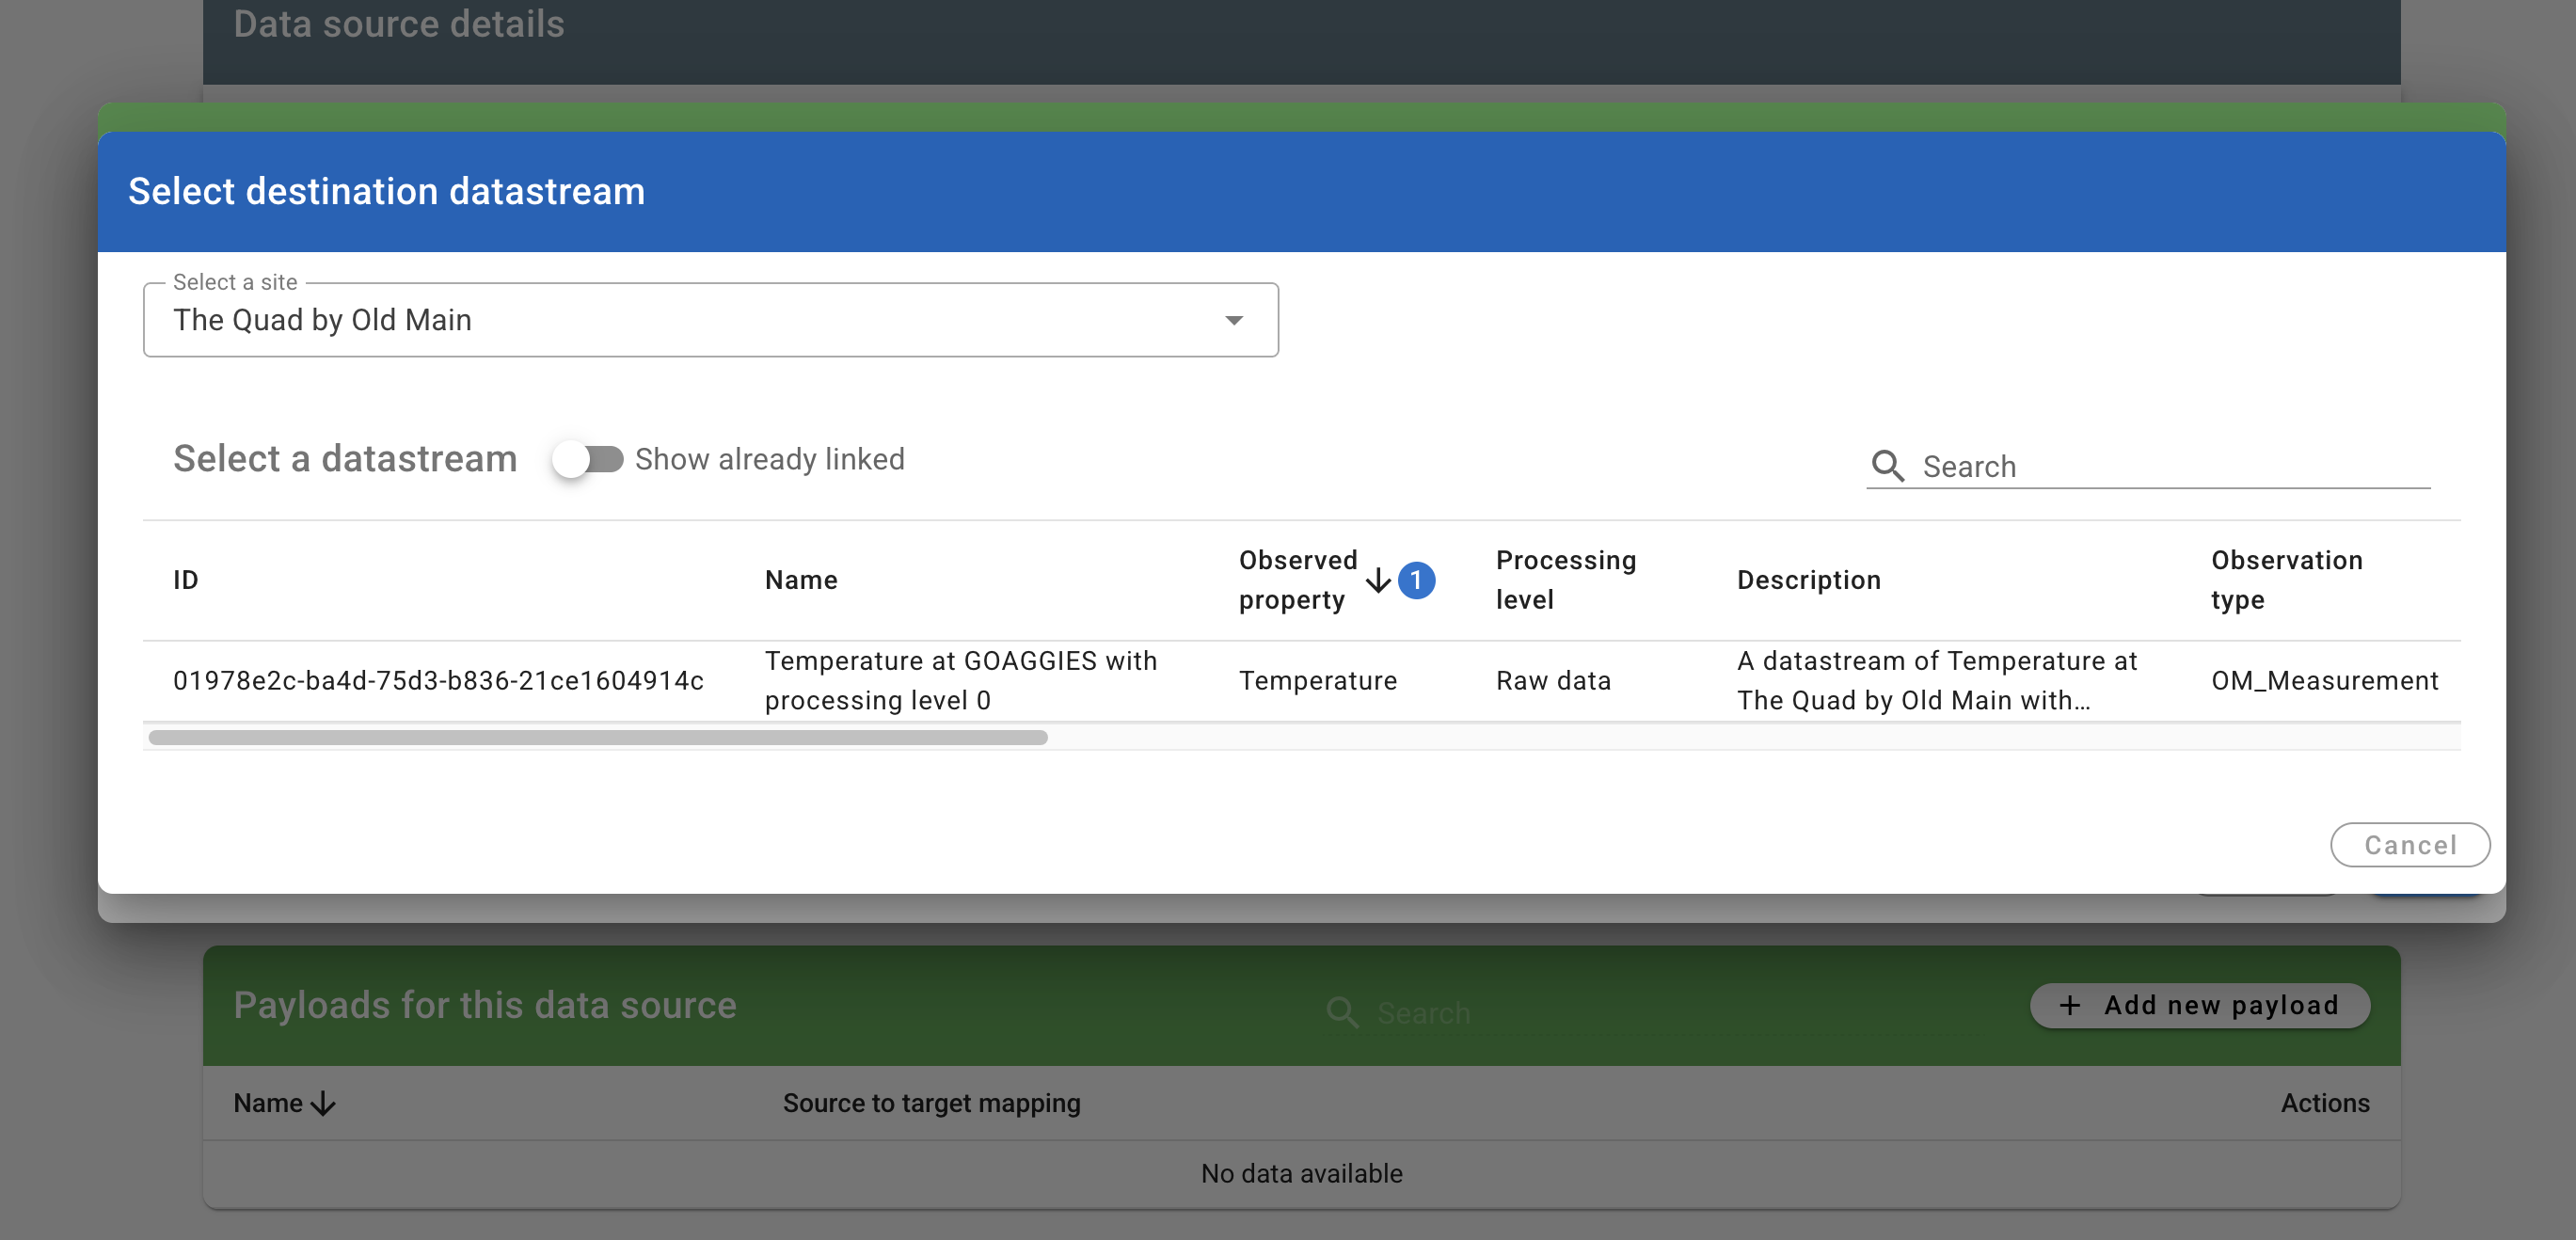 Data source details
Select destination datastream
Select a site
The Quad by Old Main
Select a datastream
Show already linked
Search
ID
Name
Observed
property
1
Processing
level
Description
Observation
type
01978e2c-ba4d-75d3-b836-21ce1604914c
Temperature at GOAGGIES with
processing level 0
Temperature
Raw data
A datastream of Temperature at
The Quad by Old Main with…
OM_Measurement
Cancel
Payloads for this data source
Search
+ Add new payload
Name
Source to target mapping
Actions
No data available